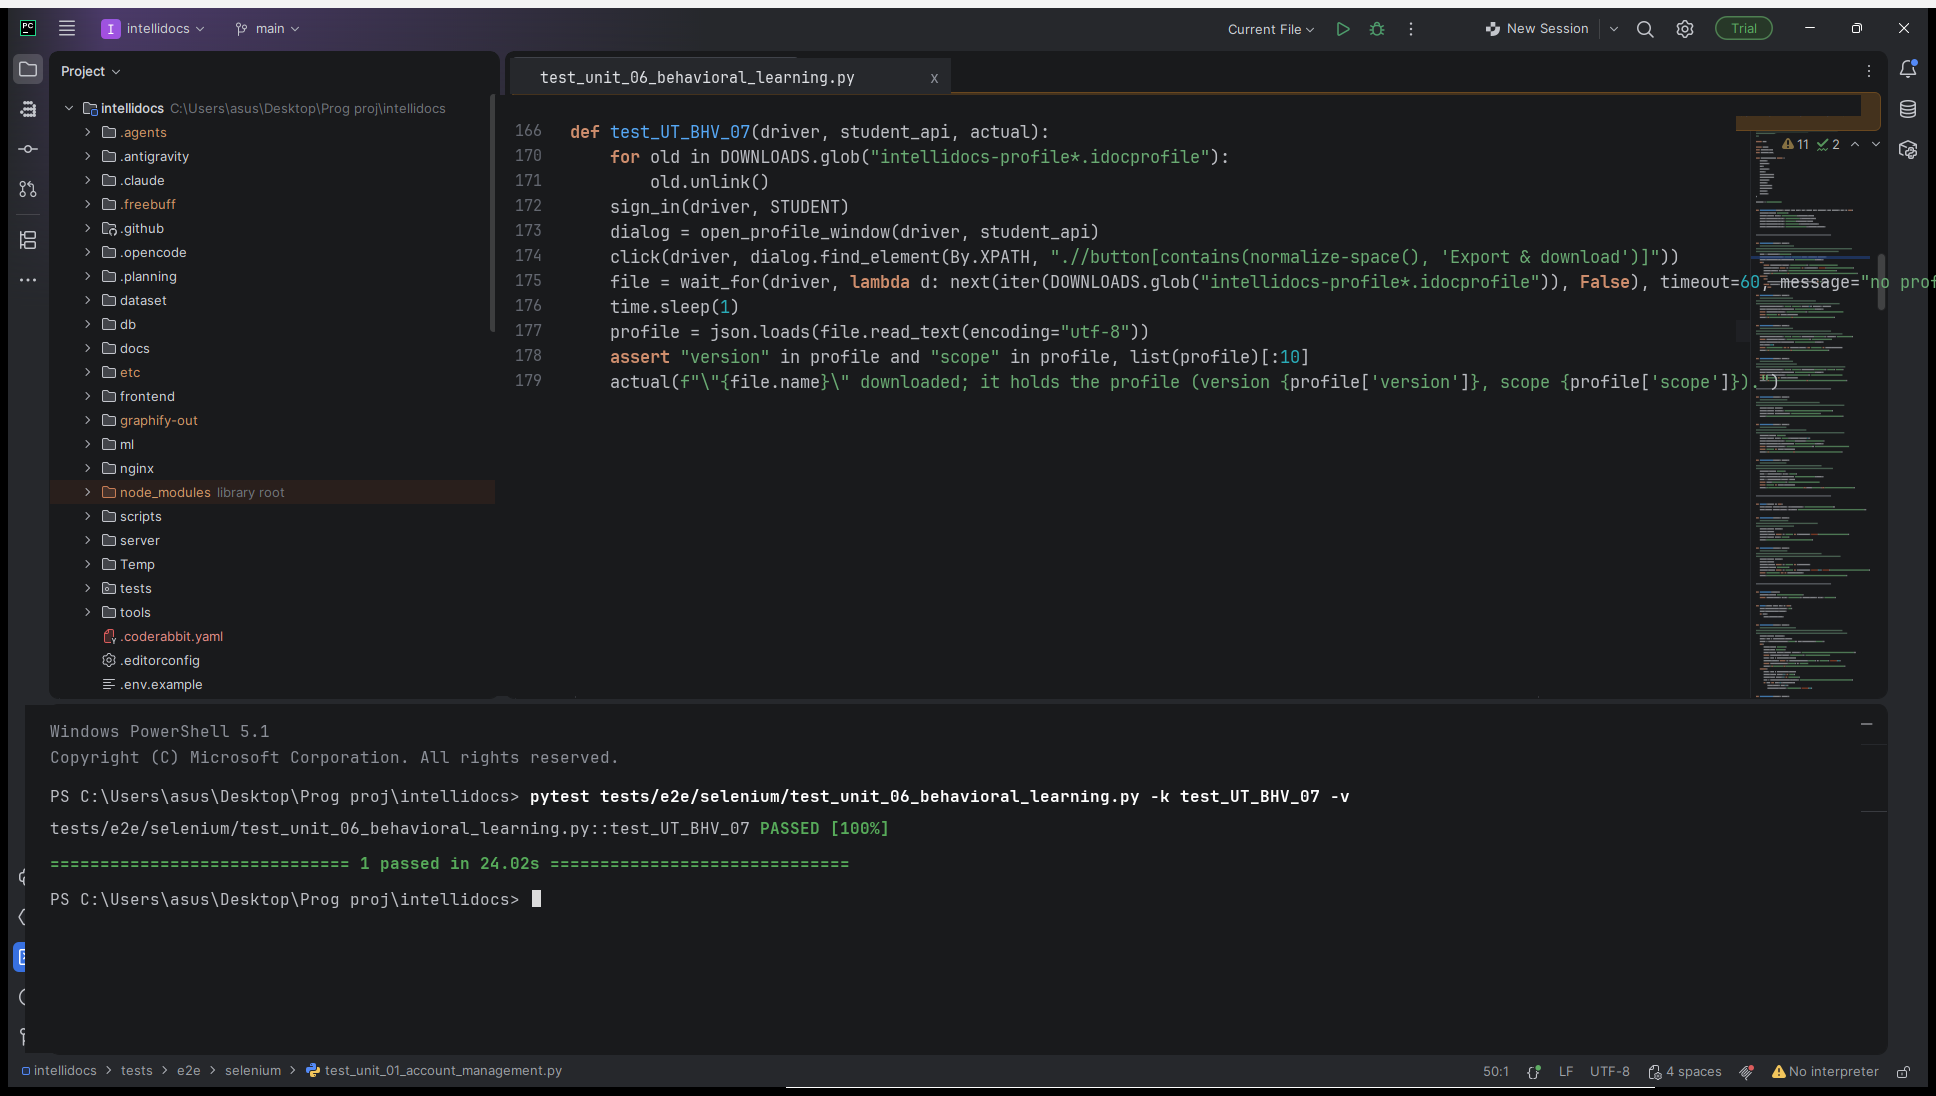 PC
I intellidocs
main
Current File
New Session
Trial
Project
test_unit_06_behavioral_learning.py x
intellidocs C:\Users\asus\Desktop\Prog proj\intellidocs
.agents
.antigravity
.claude
.freebuff
.github
.opencode
.planning
dataset
db
docs
etc
frontend
graphify-out
ml
nginx
node_modules library root
scripts
server
Temp
tests
tools
.coderabbit.yaml
.editorconfig
.env.example
11 2
166 def test_UT_BHV_07(driver, student_api, actual):
170 for old in DOWNLOADS.glob("intellidocs-profile*.idocprofile"):
171 old.unlink()
172 sign_in(driver, STUDENT)
173 dialog = open_profile_window(driver, student_api)
174 click(driver, dialog.find_element(By.XPATH, ".//button[contains(normalize-space(), 'Export & download')]"))
175 file = wait_for(driver, lambda d: next(iter(DOWNLOADS.glob("intellidocs-profile*.idocprofile")), False), timeout=60, message="no prof
176 time.sleep(1)
177 profile = json.loads(file.read_text(encoding="utf-8"))
178 assert "version" in profile and "scope" in profile, list(profile)[:10]
179 actual(f"\"{file.name}\" downloaded; it holds the profile (version {profile['version']}, scope {profile['scope']}).")
Windows PowerShell 5.1
Copyright (C) Microsoft Corporation. All rights reserved.
PS C:\Users\asus\Desktop\Prog proj\intellidocs> pytest tests/e2e/selenium/test_unit_06_behavioral_learning.py -k test_UT_BHV_07 -v
tests/e2e/selenium/test_unit_06_behavioral_learning.py::test_UT_BHV_07 PASSED [100%]
============================== 1 passed in 24.02s ==============================
PS C:\Users\asus\Desktop\Prog proj\intellidocs>
intellidocs > tests > e2e > selenium > test_unit_01_account_management.py
50:1 LF UTF-8 4 spaces No interpreter